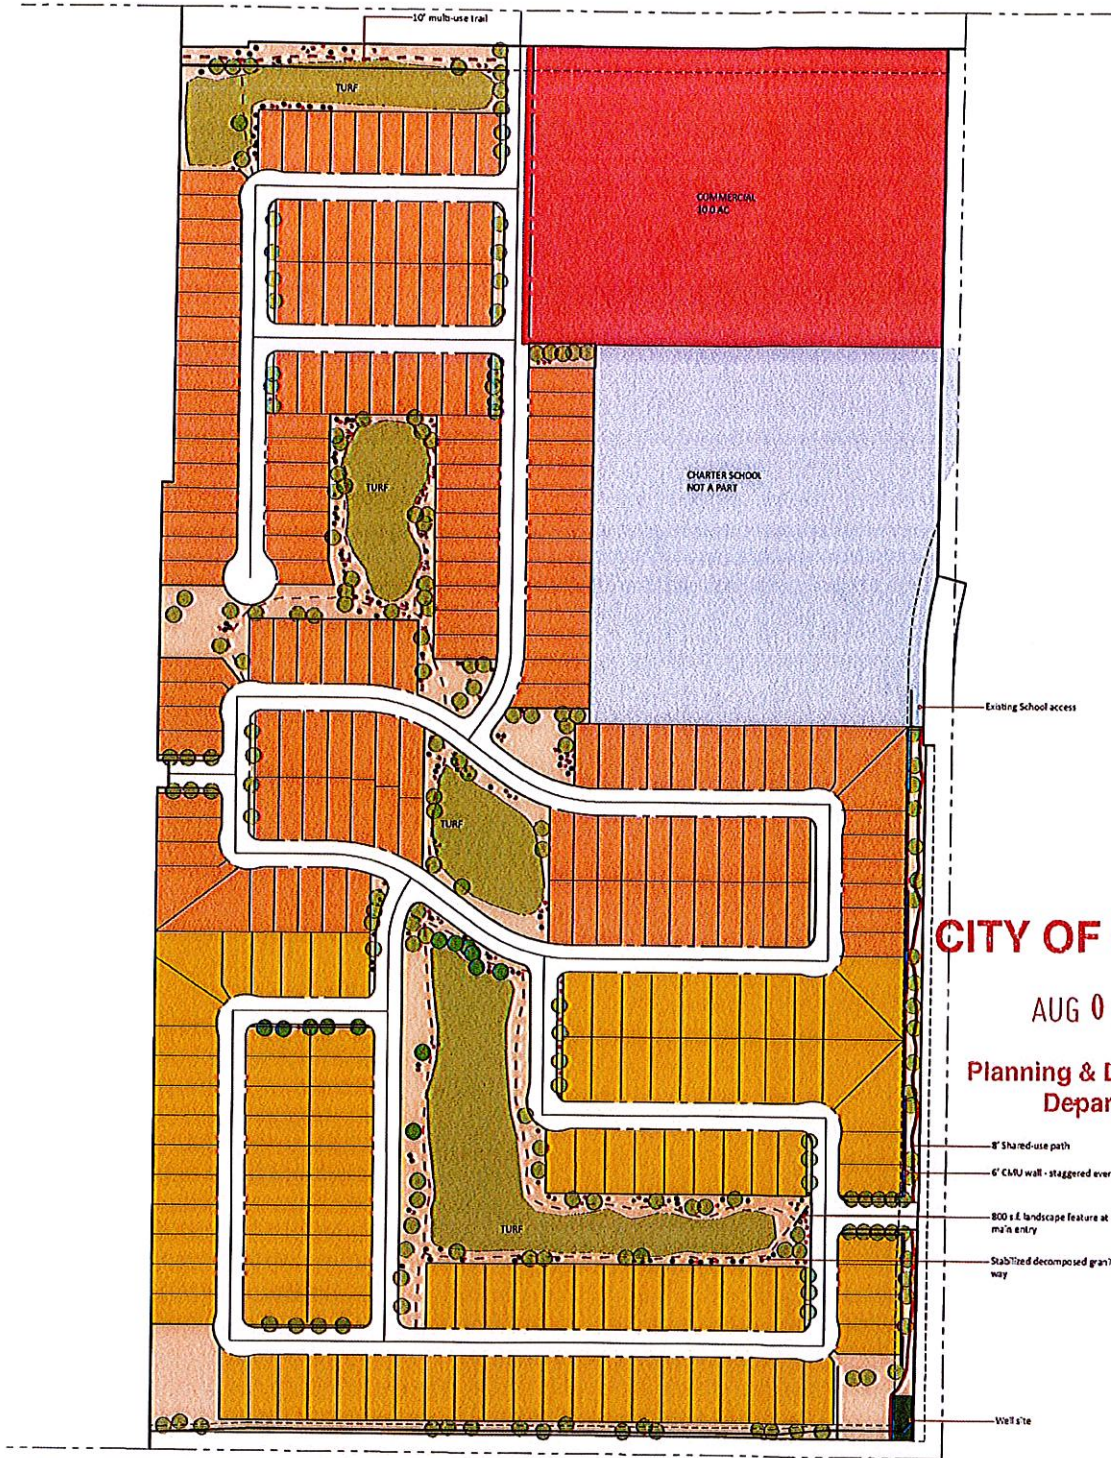 10' multi-use trail
TURF
COMMERCIAL
10.0 AC
TURF
CHARTER SCHOOL
NOT A PART
Existing School access
TURF
CITY OF
AUG 0
Planning & D
Depar
8' Shared-use path
6' CMU wall - staggered ever
800 s.f. landscape feature at
main entry
TURF
Stabilized decomposed gran
way
Well site